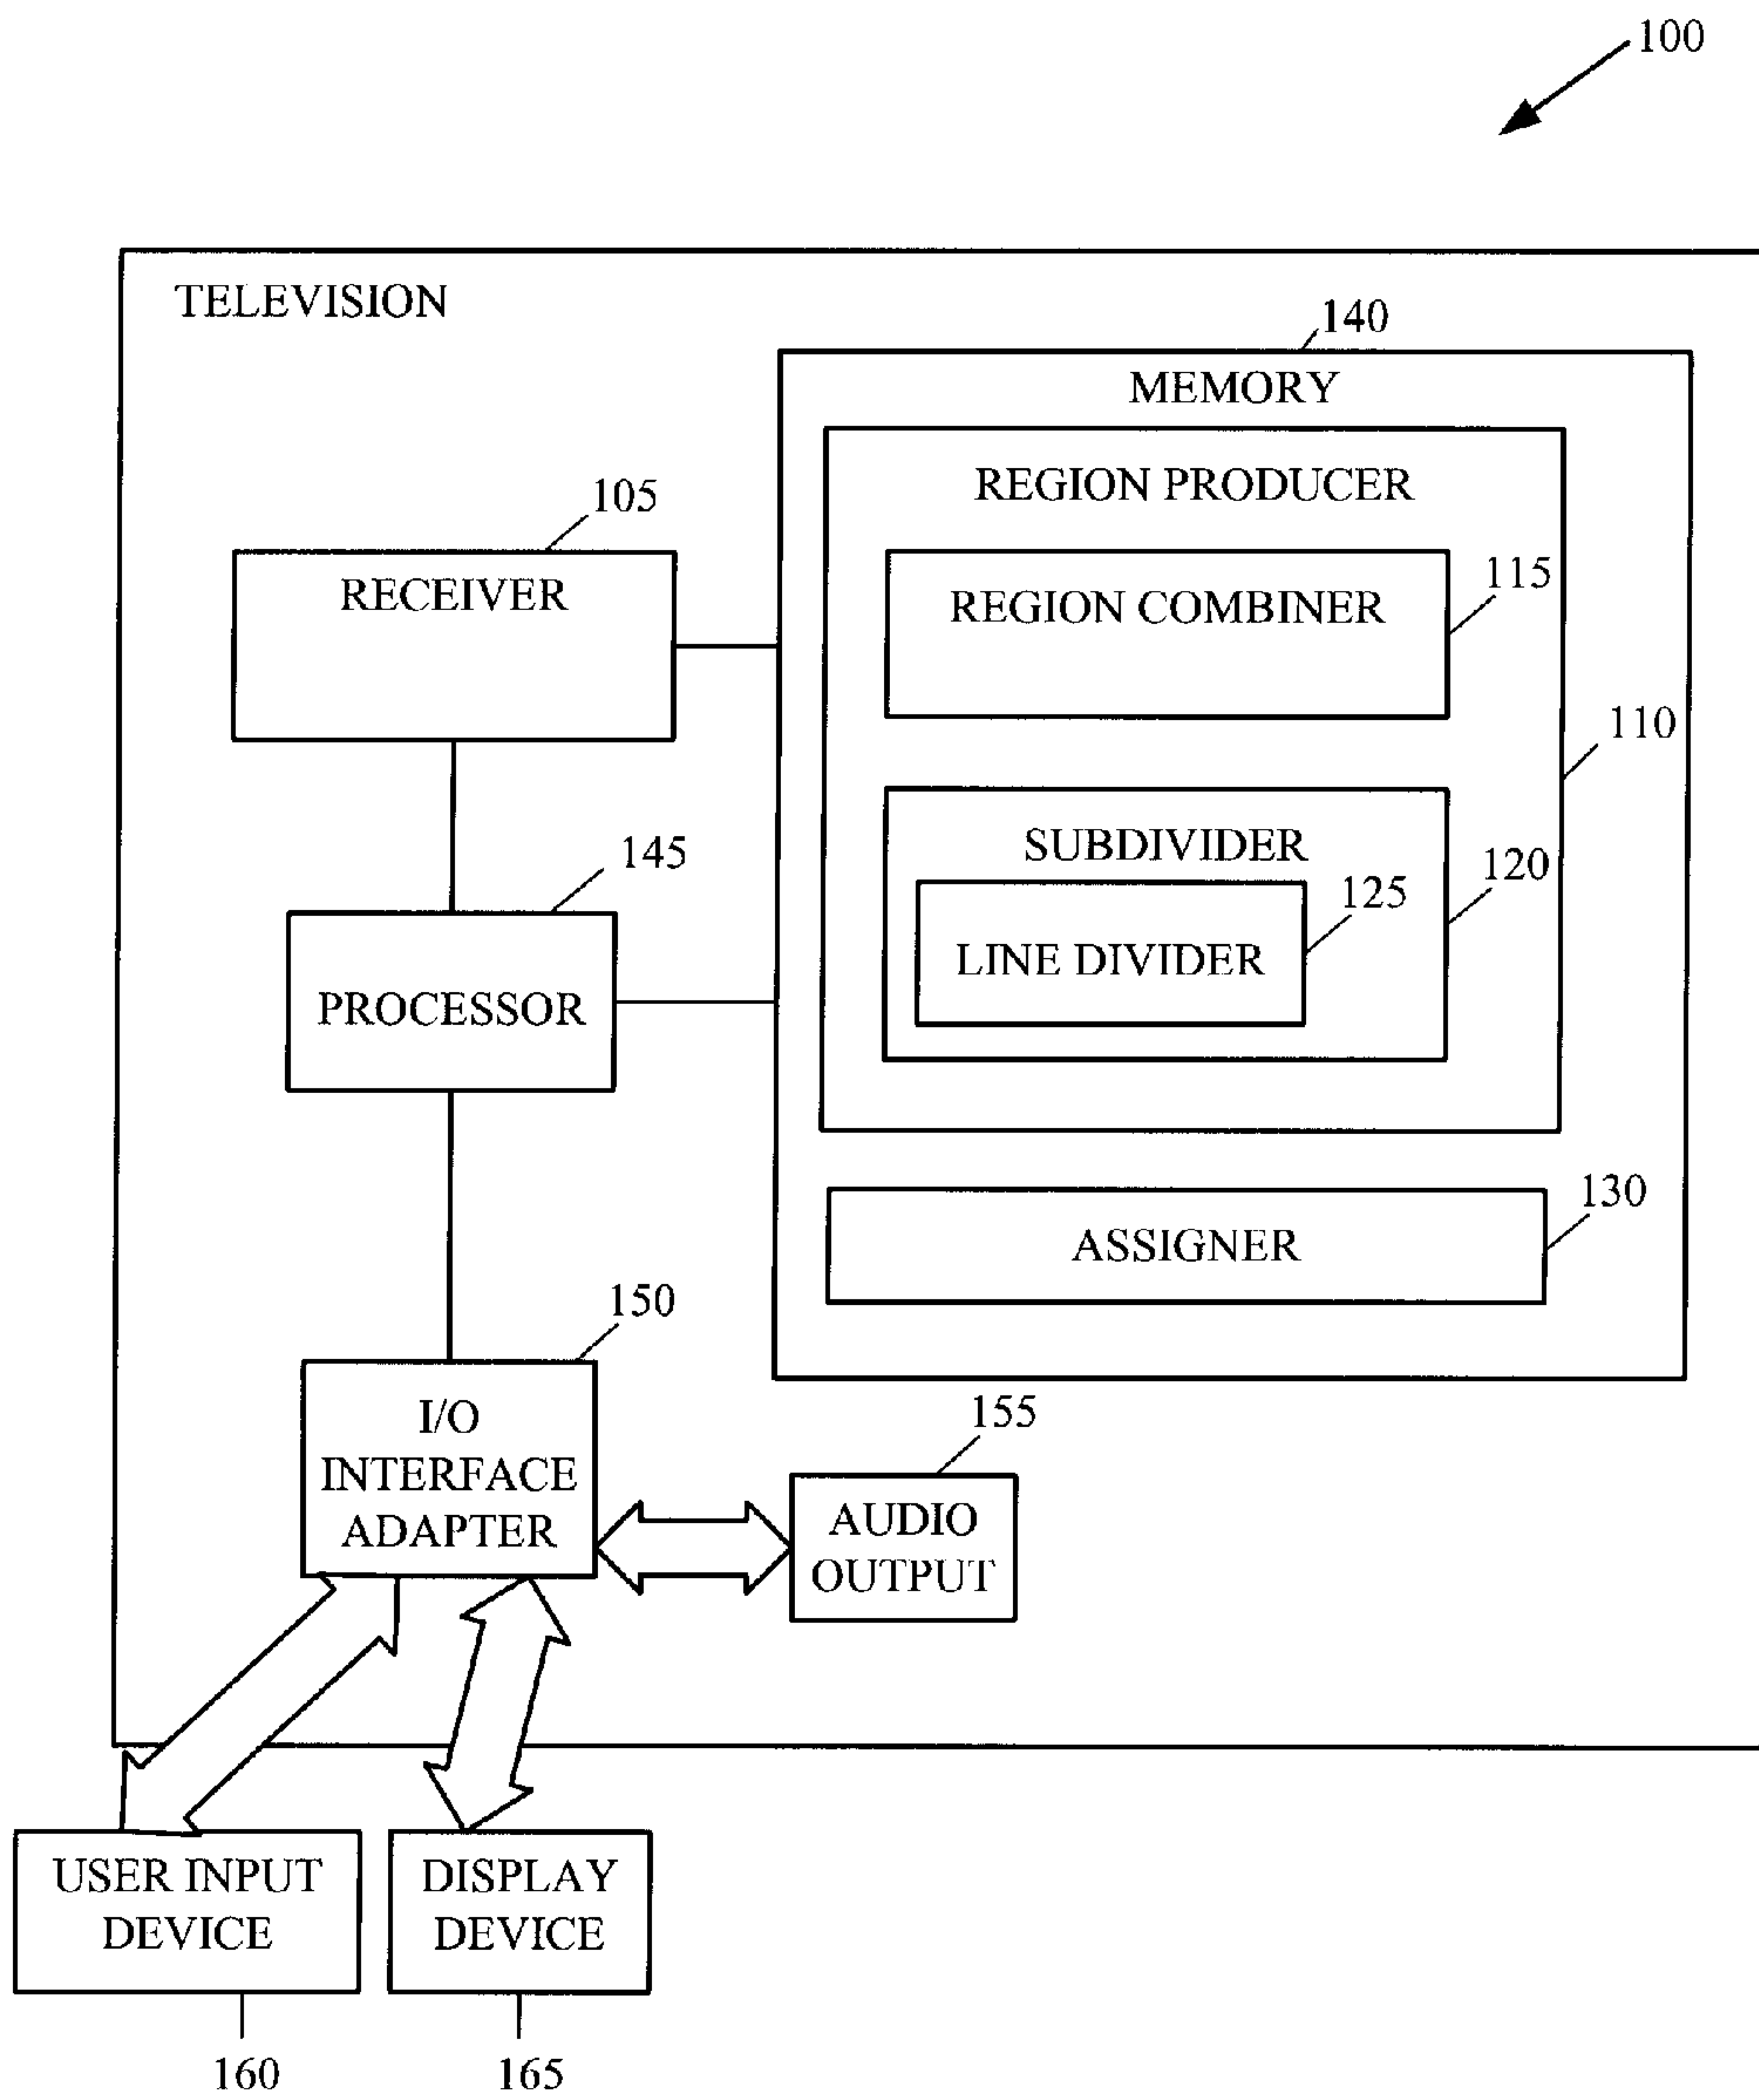 100
TELEVISION
140
MEMORY
REGION PRODUCER
105
RECEIVER
REGION COMBINER
115
110
145
SUBDIVIDER
120
125
LINE DIVIDER
PROCESSOR
130
ASSIGNER
150
I/O
INTERFACE
ADAPTER
155
AUDIO
OUTPUT
USER INPUT
DEVICE
DISPLAY
DEVICE
160
165